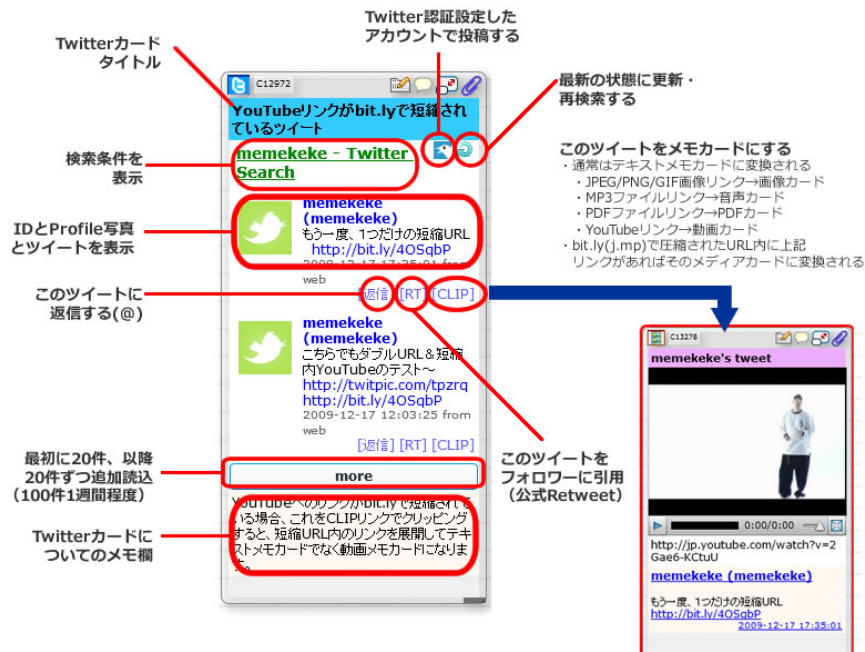 Twitter認証設定した
アカウントで投稿する
Twitterカード
タイトル
最新の状態に更新・
再検索する
C12972
YouTubeリンクがbit.lyで短縮され
ているツイート
検索条件を
表示
memekeke - Twitter
Search
このツイートをメモカードにする
・通常はテキストメモカードに変換される
・JPEG/PNG/GIF画像リンク→画像カード
・MP3ファイルリンク→音声カード
・PDFファイルリンク→PDFカード
・YouTubeリンク→動画カード
・bit.ly(j.mp)で圧縮されたURL内に上記
リンクがあればそのメディアカードに変換される
IDとProfile写真
とツイートを表示
memekeke
(memekeke)
もう一度、1つだけの短縮URL
http://bit.ly/4OSqbP
2009-12-17 17:35:01 from
web
[返信] [RT] [CLIP]
このツイートに
返信する(@)
memekeke
(memekeke)
こちらでもダブルURL＆短縮
内YouTubeのテスト～
http://twitpic.com/tpzrq
http://bit.ly/4OSqbP
2009-12-17 12:03:25 from
web
[返信] [RT] [CLIP]
最初に20件、以降
20件ずつ追加読込
（100件1週間程度）
more
このツイートを
フォロワーに引用
（公式Retweet）
Twitterカードに
ついてのメモ欄
YouTubeへのリンクがbit.lyで短縮されて
いる場合、これをCLIPリンクでクリッピング
すると、短縮URL内のリンクを展開してテキ
ストメモカードでなく動画メモカードになりま
す。
C13278
memekeke's tweet
0:00/0:00
http://jp.youtube.com/watch?v=2
Gae6-KCtuU
memekeke (memekeke)
もう一度、1つだけの短縮URL
http://bit.ly/4OSqbP
2009-12-17 17:35:01